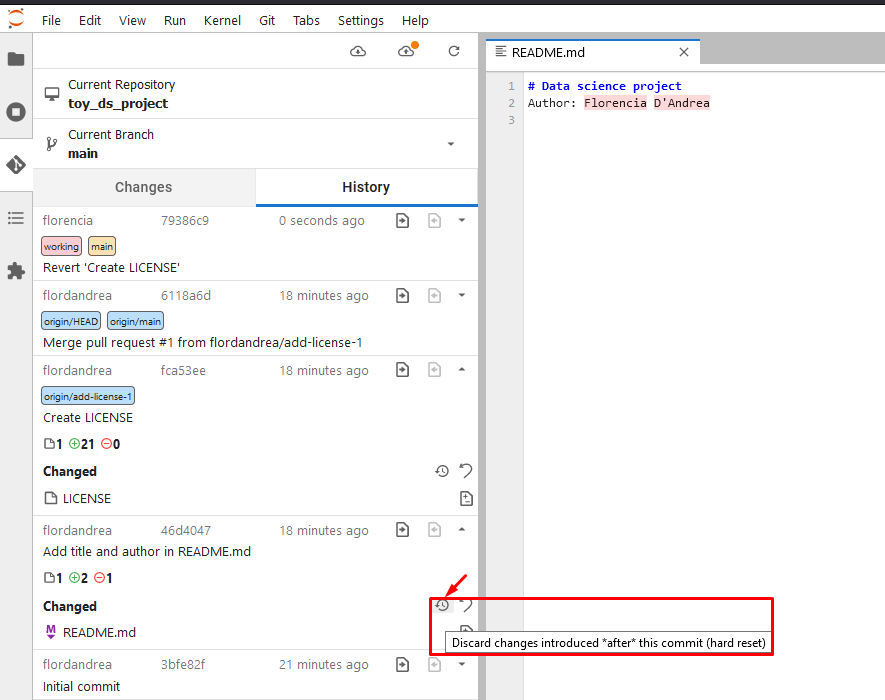 File Edit View Run Kernel Git Tabs Settings Help
Current Repository
toy_ds_project
Current Branch
main
Changes History
florencia 79386c9 0 seconds ago
working main
Revert 'Create LICENSE'
flordandrea 6118a6d 18 minutes ago
origin/HEAD origin/main
Merge pull request #1 from flordandrea/add-license-1
flordandrea fca53ee 18 minutes ago
origin/add-license-1
Create LICENSE
1 21 0
Changed
LICENSE
flordandrea 46d4047 18 minutes ago
Add title and author in README.md
1 2 1
Changed
README.md
Discard changes introduced *after* this commit (hard reset)
flordandrea 3bfe82f 21 minutes ago
Initial commit
README.md
1 # Data science project
2 Author: Florencia D'Andrea
3